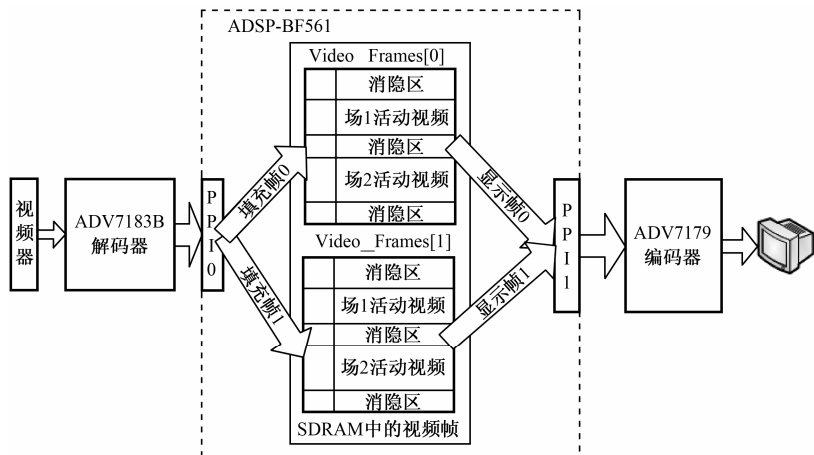 ADSP-BF561
Video Frames[0]
消隐区
场1活动视频
消隐区
场2活动视频
消隐区
视频器
ADV7183B
解码器
PPI0
填充帧0
填充帧1
显示帧0
显示帧1
PPI1
ADV7179
编码器
Video_Frames[1]
消隐区
场1活动视频
消隐区
场2活动视频
消隐区
SDRAM中的视频帧